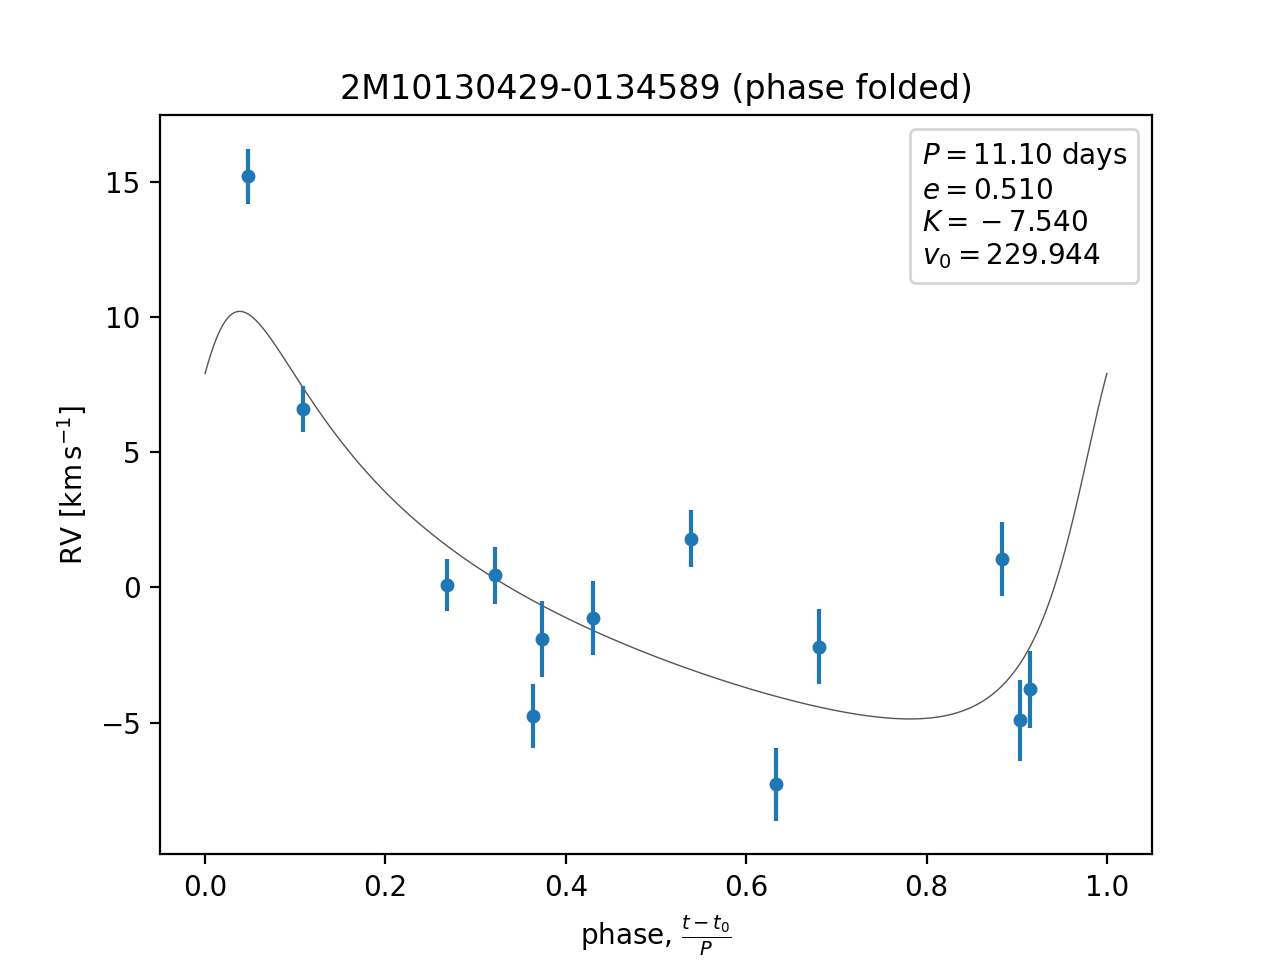 2M10130429-0134589 (phase folded)
P = 11.10 days
e = 0.510
K = −7.540
v₀ = 229.944
RV [km s⁻¹]
15
10
5
0
−5
0.0 0.2 0.4 0.6 0.8 1.0
phase, (t − t₀)/P